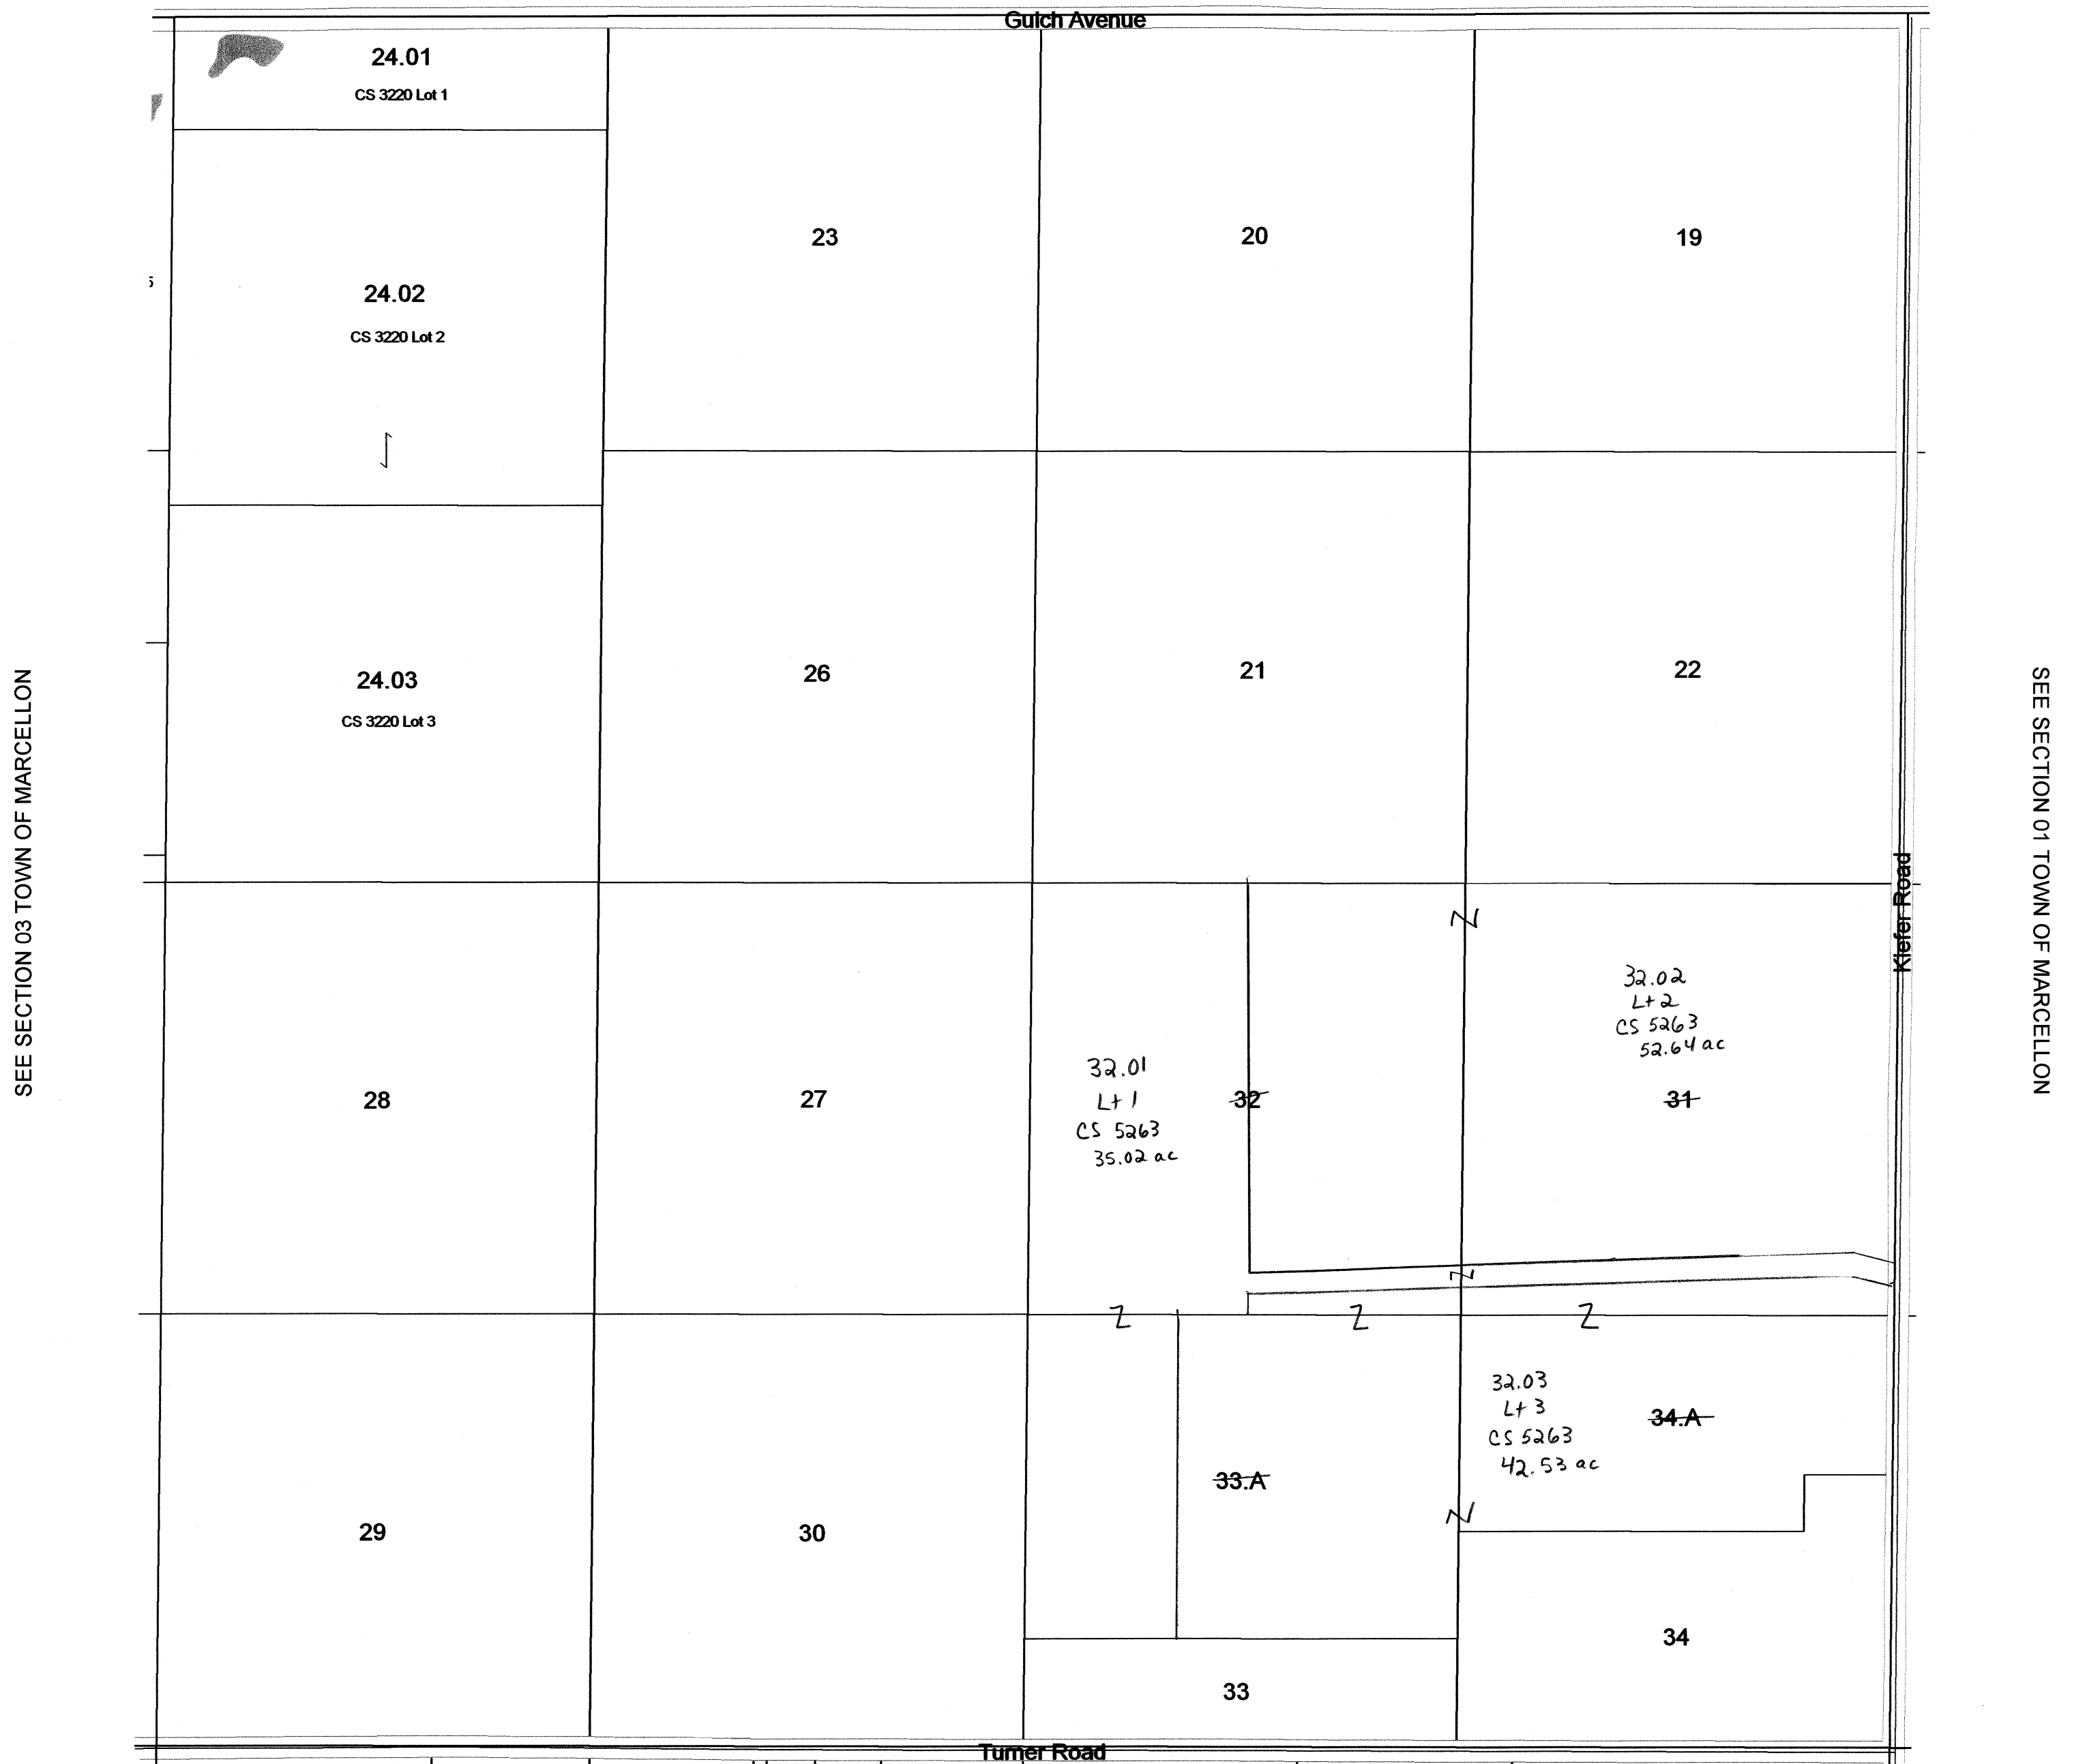 Gulch Avenue
24.01
CS 3220 Lot 1
23
20
19
24.02
CS 3220 Lot 2
5
24.03
CS 3220 Lot 3
26
21
22
SEE SECTION 03 TOWN OF MARCELLON
SEE SECTION 01 TOWN OF MARCELLON
Kiefer Road
28
27
32.01
Lt 1
CS 5263
35.02 ac
32
32.02
Lt 2
CS 5263
52.64 ac
31
29
30
33.A
32.03
Lt 3
CS 5263
42.53 ac
34.A
34
33
Turner Road